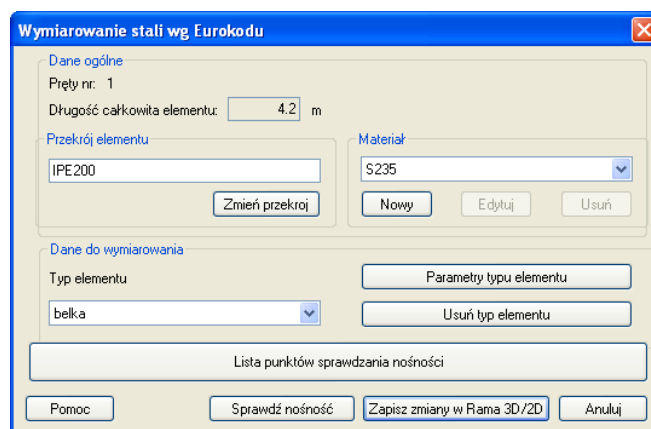 Wymiarowanie stali wg Eurokodu
Dane ogólne
Pręty nr: 1
Długość całkowita elementu: 4.2 m
Przekrój elementu
Materiał
IPE200
S235
Zmień przekroj
Nowy
Edytuj
Usuń
Dane do wymiarowania
Typ elementu
Parametry typu elementu
belka
Usuń typ elementu
Lista punktów sprawdzania nośności
Pomoc
Sprawdź nośność
Zapisz zmiany w Rama 3D/2D
Anuluj